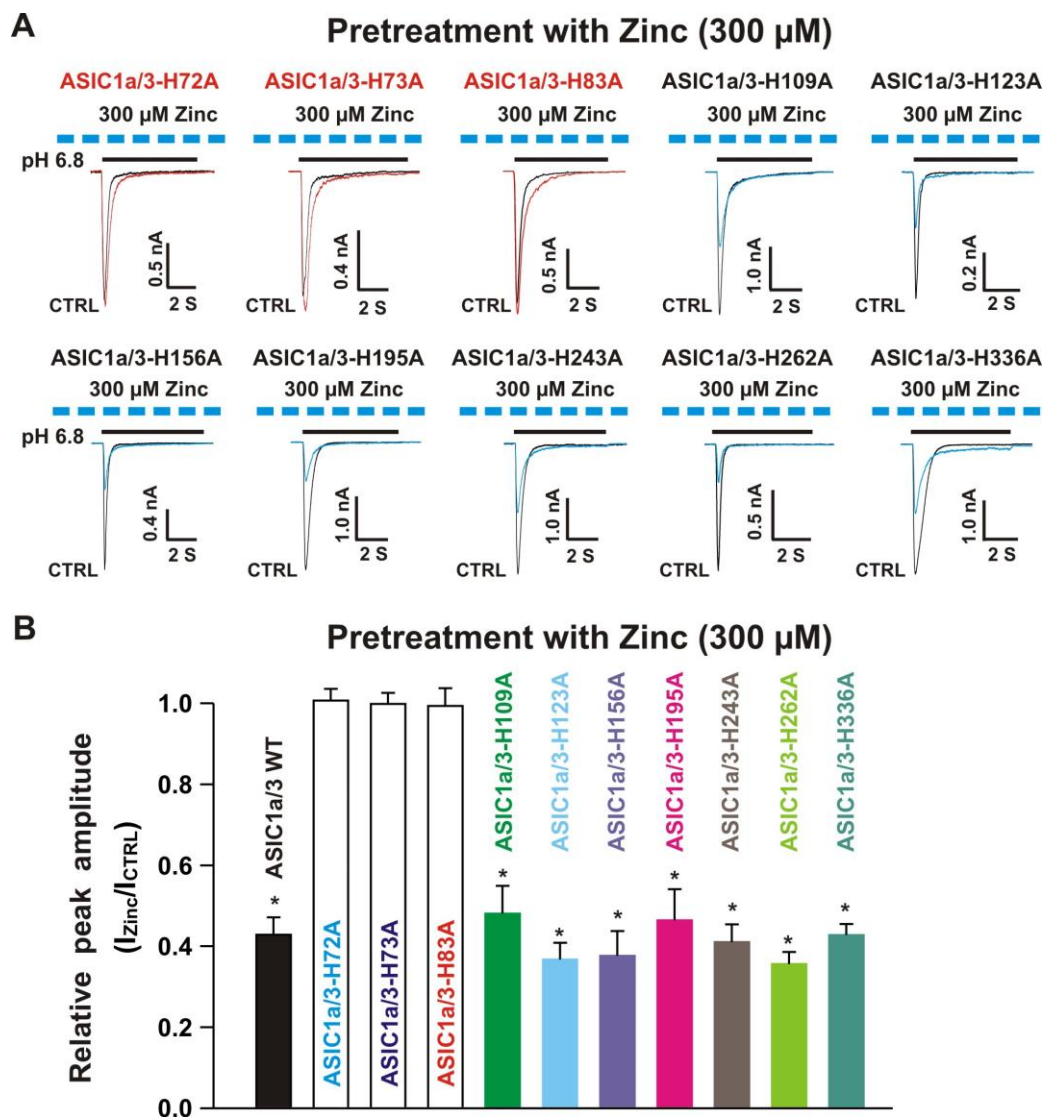 A
Pretreatment with Zinc (300 µM)
ASIC1a/3-H72A
ASIC1a/3-H73A
ASIC1a/3-H83A
ASIC1a/3-H109A
ASIC1a/3-H123A
300 µM Zinc
300 µM Zinc
300 µM Zinc
300 µM Zinc
300 µM Zinc
pH 6.8
0.5 nA
2 S
CTRL
0.4 nA
2 S
CTRL
0.5 nA
2 S
CTRL
1.0 nA
2 S
CTRL
0.2 nA
2 S
CTRL
ASIC1a/3-H156A
ASIC1a/3-H195A
ASIC1a/3-H243A
ASIC1a/3-H262A
ASIC1a/3-H336A
300 µM Zinc
300 µM Zinc
300 µM Zinc
300 µM Zinc
300 µM Zinc
pH 6.8
0.4 nA
2 S
CTRL
1.0 nA
2 S
CTRL
1.0 nA
2 S
CTRL
0.5 nA
2 S
CTRL
1.0 nA
2 S
CTRL
B
Pretreatment with Zinc (300 µM)
Relative peak amplitude
(IZinc/ICTRL)
1.0
0.8
0.6
0.4
0.2
0.0
* ASIC1a/3 WT
ASIC1a/3-H72A
ASIC1a/3-H73A
ASIC1a/3-H83A
* ASIC1a/3-H109A
* ASIC1a/3-H123A
* ASIC1a/3-H156A
* ASIC1a/3-H195A
* ASIC1a/3-H243A
* ASIC1a/3-H262A
* ASIC1a/3-H336A